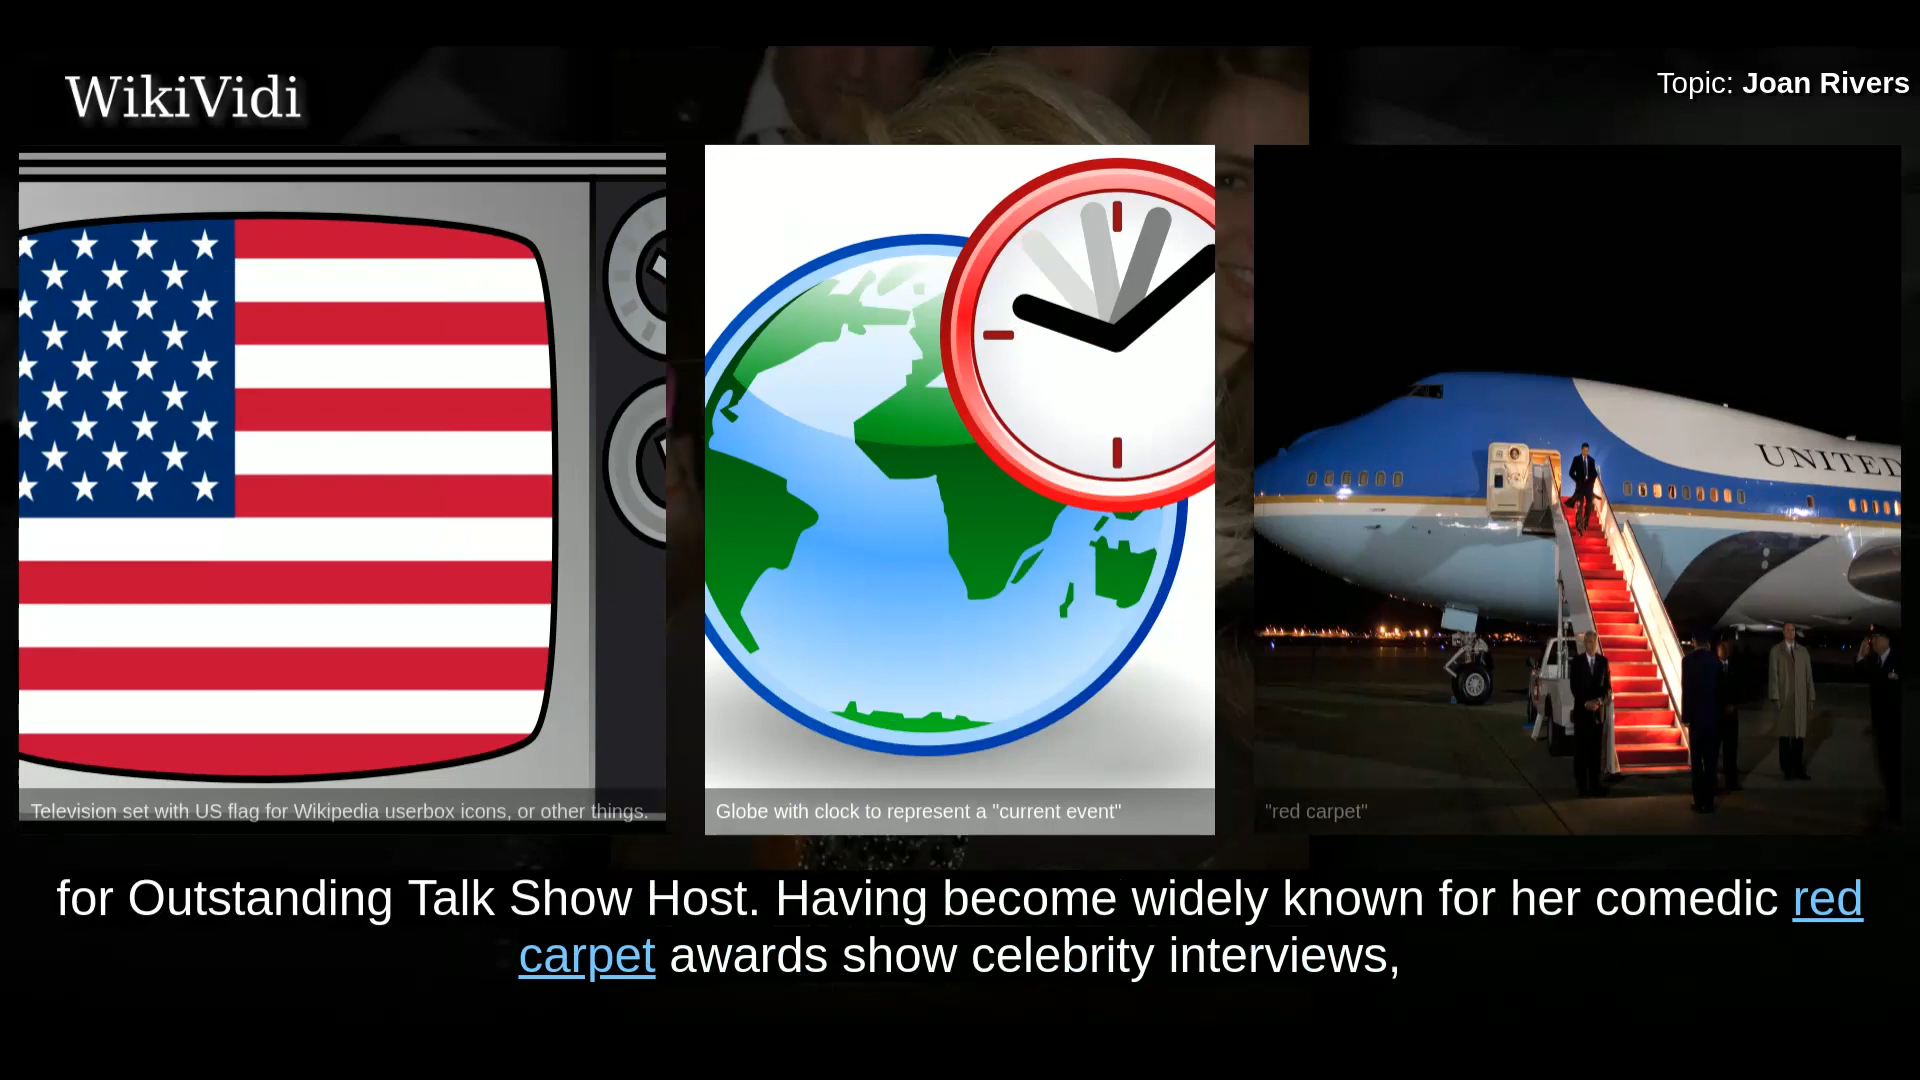 WikiVidi
Topic: Joan Rivers
UNITED
Television set with US flag for Wikipedia userbox icons, or other things.
Globe with clock to represent a "current event"
"red carpet"
for Outstanding Talk Show Host. Having become widely known for her comedic red
carpet awards show celebrity interviews,